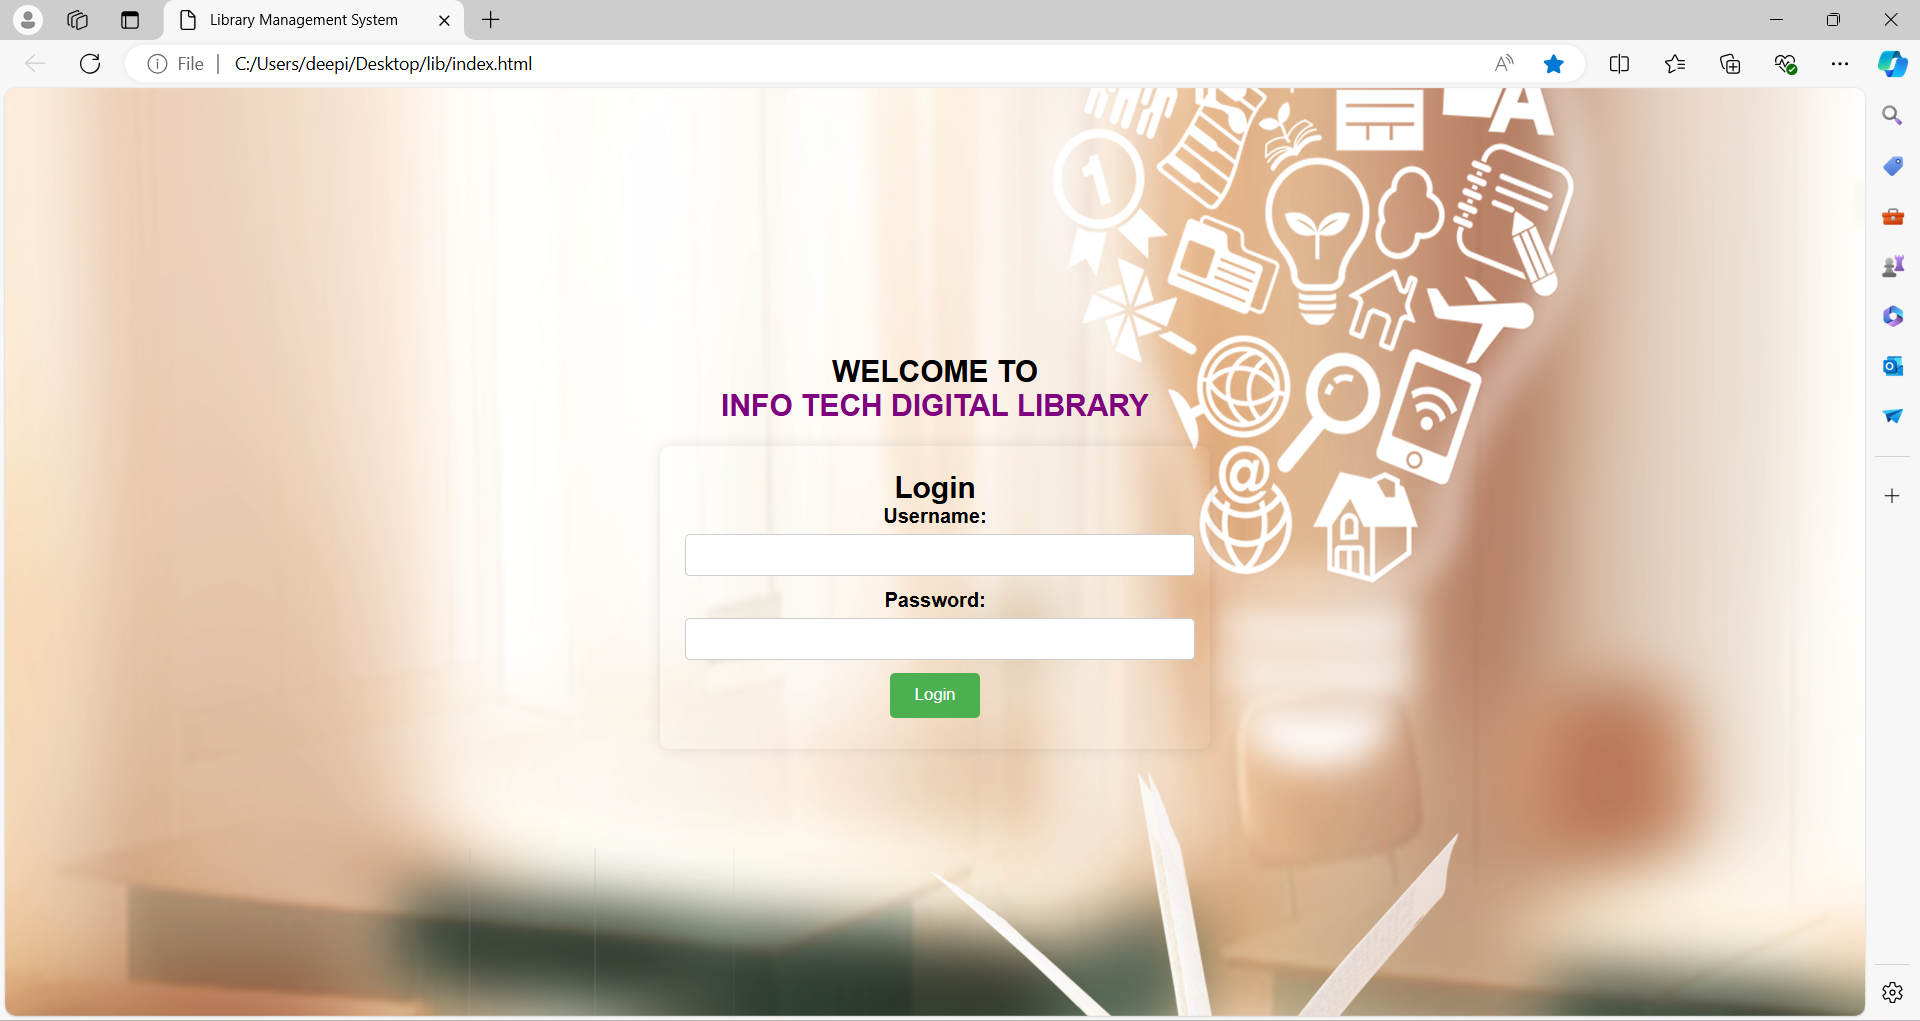 Library Management System
File
C:/Users/deepi/Desktop/lib/index.html
1
A
@
WELCOME TO
INFO TECH DIGITAL LIBRARY
Login
Username:
Password:
Login